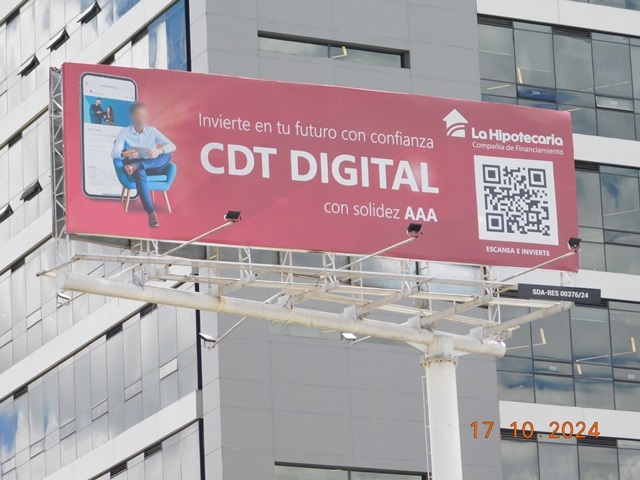 Invierte en tu futuro con confianza
CDT DIGITAL
con solidez AAA
La Hipotecaria
Compañía de Financiamiento
ESCANEA E INVIERTE
SDA-RES 00376/24
17 10 2024